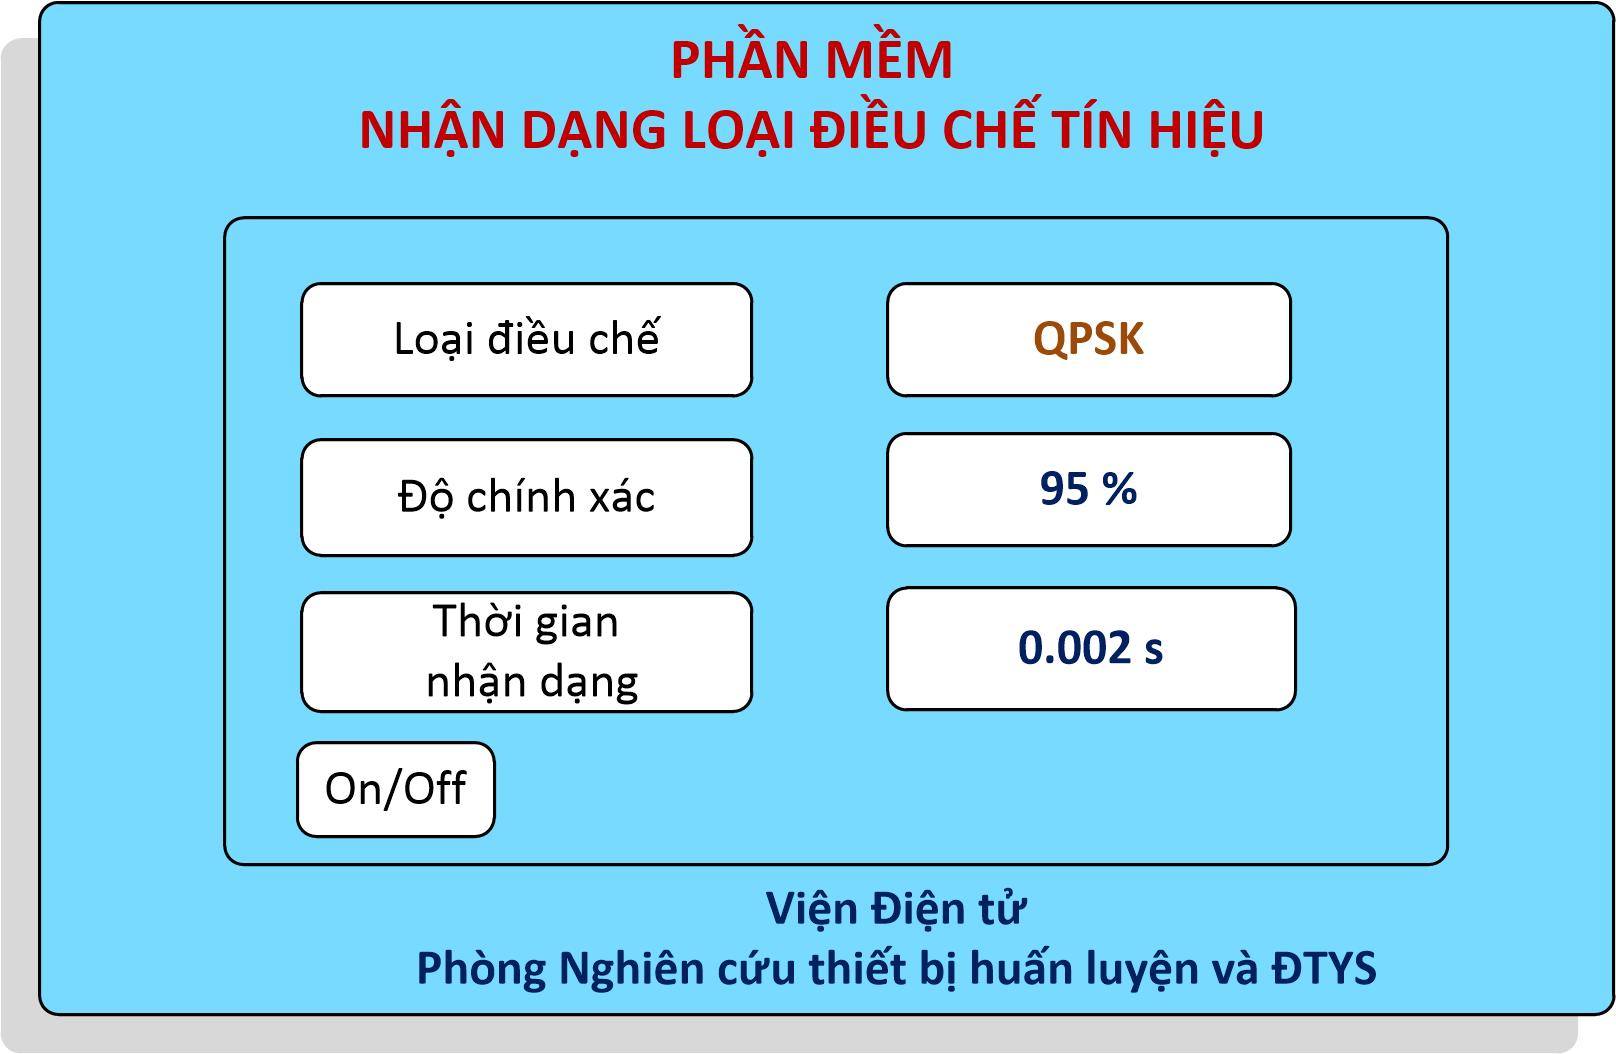 PHẦN MỀM
NHẬN DẠNG LOẠI ĐIỀU CHẾ TÍN HIỆU
Loại điều chế
QPSK
Độ chính xác
95 %
Thời gian
nhận dạng
0.002 s
On/Off
Viện Điện tử
Phòng Nghiên cứu thiết bị huấn luyện và ĐTYS